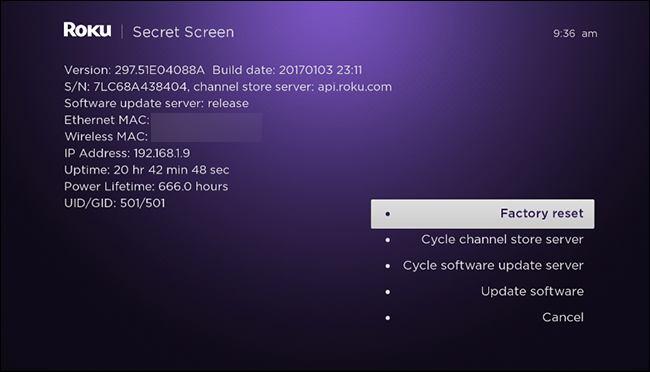 ROKU | Secret Screen
9:36 am
Version: 297.51E04088A Build date: 20170103 23:11
S/N: 7LC68A438404, channel store server: api.roku.com
Software update server: release
Ethernet MAC:
Wireless MAC:
IP Address: 192.168.1.9
Uptime: 20 hr 42 min 48 sec
Power Lifetime: 666.0 hours
UID/GID: 501/501
• Factory reset
• Cycle channel store server
• Cycle software update server
• Update software
• Cancel